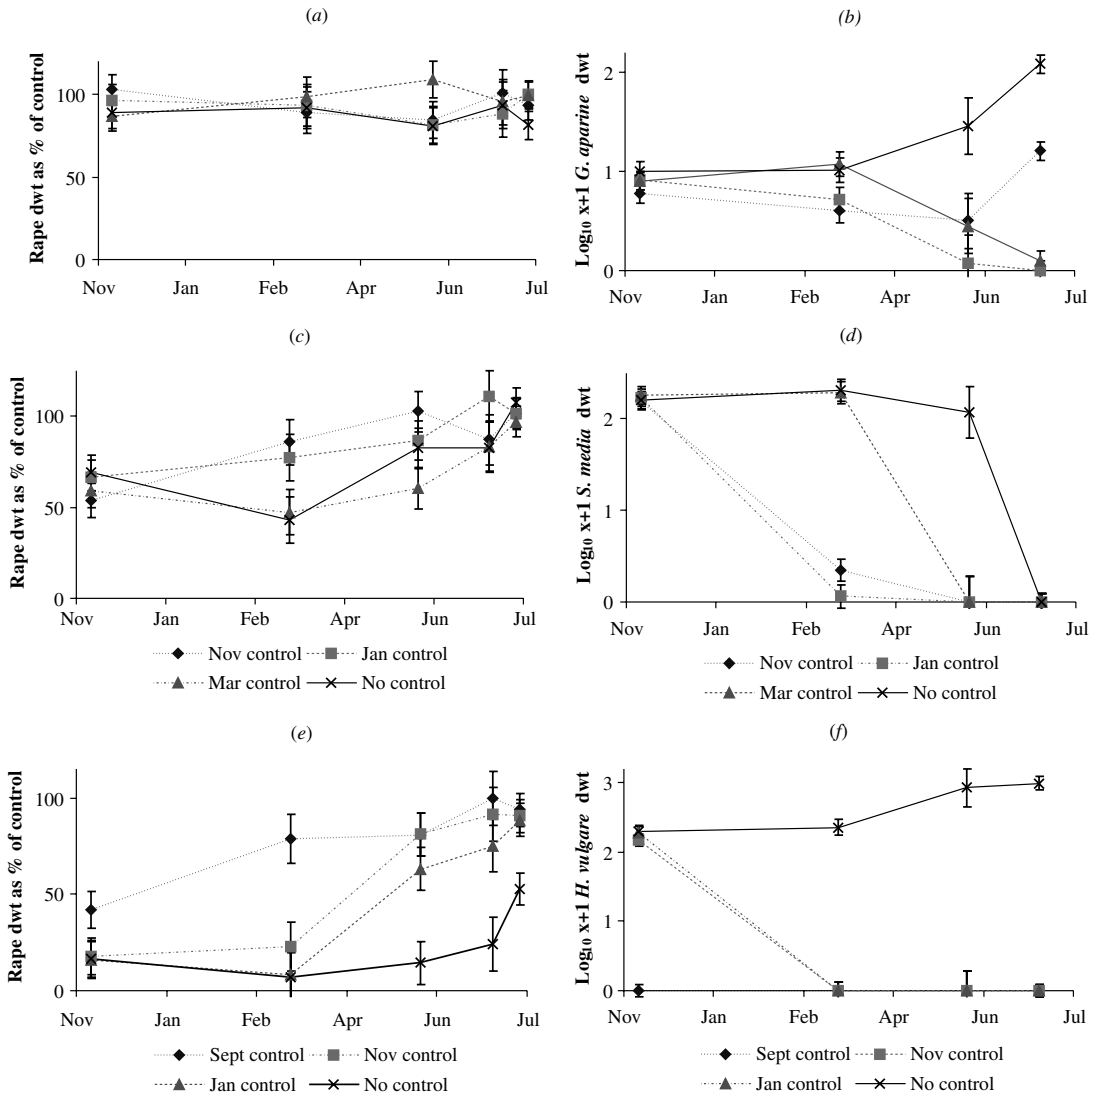 (a)
Rape dwt as % of control
100
50
0
Nov Jan Feb Apr Jun Jul
(b)
Log₁₀ x+1 G. aparine dwt
2
1
0
Nov Jan Feb Apr Jun Jul
(c)
Rape dwt as % of control
100
50
0
Nov Jan Feb Apr Jun Jul
Nov control Jan control
Mar control No control
(d)
Log₁₀ x+1 S. media dwt
2
1
0
Nov Jan Feb Apr Jun Jul
Nov control Jan control
Mar control No control
(e)
Rape dwt as % of control
100
50
0
Nov Jan Feb Apr Jun Jul
Sept control Nov control
Jan control No control
(f)
Log₁₀ x+1 H. vulgare dwt
3
2
1
0
Nov Jan Feb Apr Jun Jul
Sept control Nov control
Jan control No control